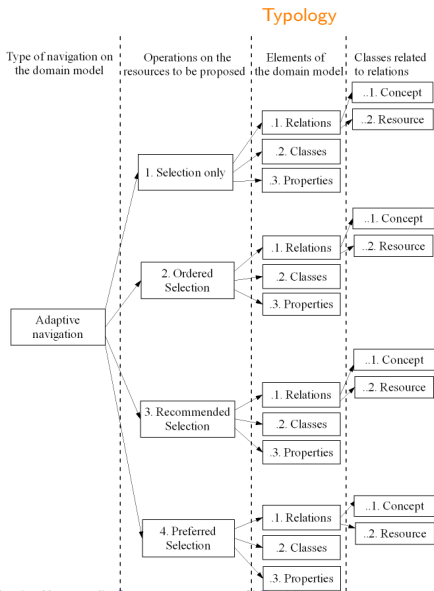 Typology
Type of navigation on
the domain model
Operations on the
resources to be proposed
Elements of
the domain model
Classes related
to relations
Adaptive
navigation
1. Selection only
.1. Relations
..1. Concept
..2. Resource
.2. Classes
.3. Properties
2. Ordered
Selection
.1. Relations
..1. Concept
..2. Resource
.2. Classes
.3. Properties
3. Recommended
Selection
.1. Relations
..1. Concept
..2. Resource
.2. Classes
.3. Properties
4. Preferred
Selection
.1. Relations
..1. Concept
..2. Resource
.2. Classes
.3. Properties